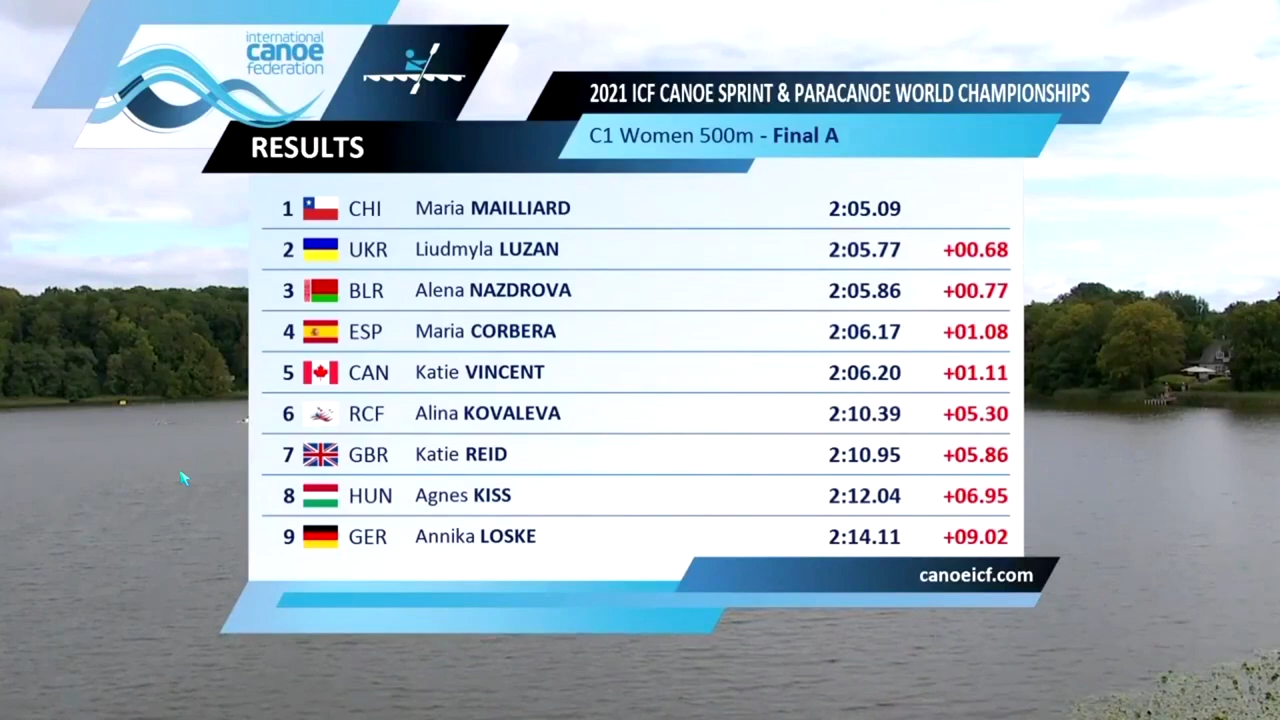 international
canoe
federation
2021 ICF CANOE SPRINT & PARACANOE WORLD CHAMPIONSHIPS
C1 Women 500m - Final A
RESULTS
1 CHI Maria MAILLIARD 2:05.09
2 UKR Liudmyla LUZAN 2:05.77 +00.68
3 BLR Alena NAZDROVA 2:05.86 +00.77
4 ESP Maria CORBERA 2:06.17 +01.08
5 CAN Katie VINCENT 2:06.20 +01.11
6 RCF Alina KOVALEVA 2:10.39 +05.30
7 GBR Katie REID 2:10.95 +05.86
8 HUN Agnes KISS 2:12.04 +06.95
9 GER Annika LOSKE 2:14.11 +09.02
canoeicf.com